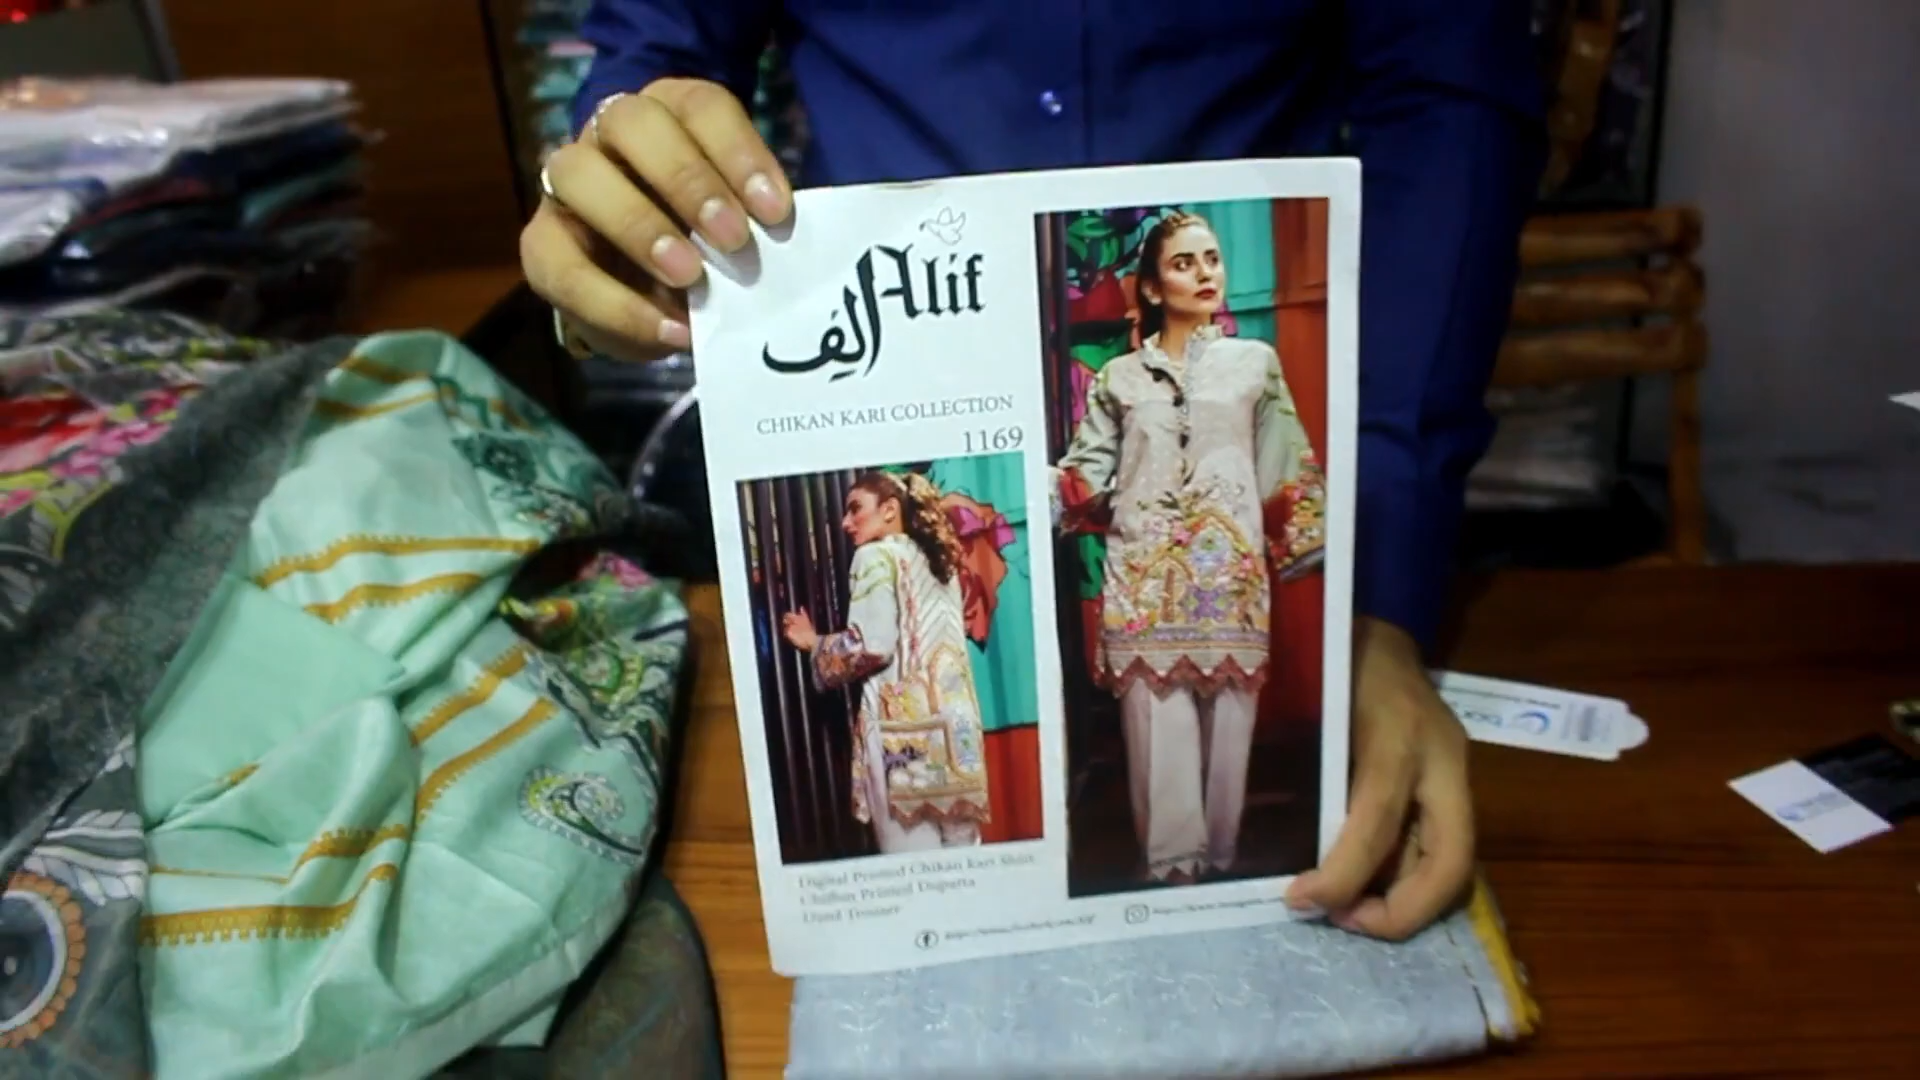 Alif
الف
CHIKAN KARI COLLECTION
1169
Digital Printed Chikan kari Shirt
Chiffon Printed Dupatta
Dyed Trouser